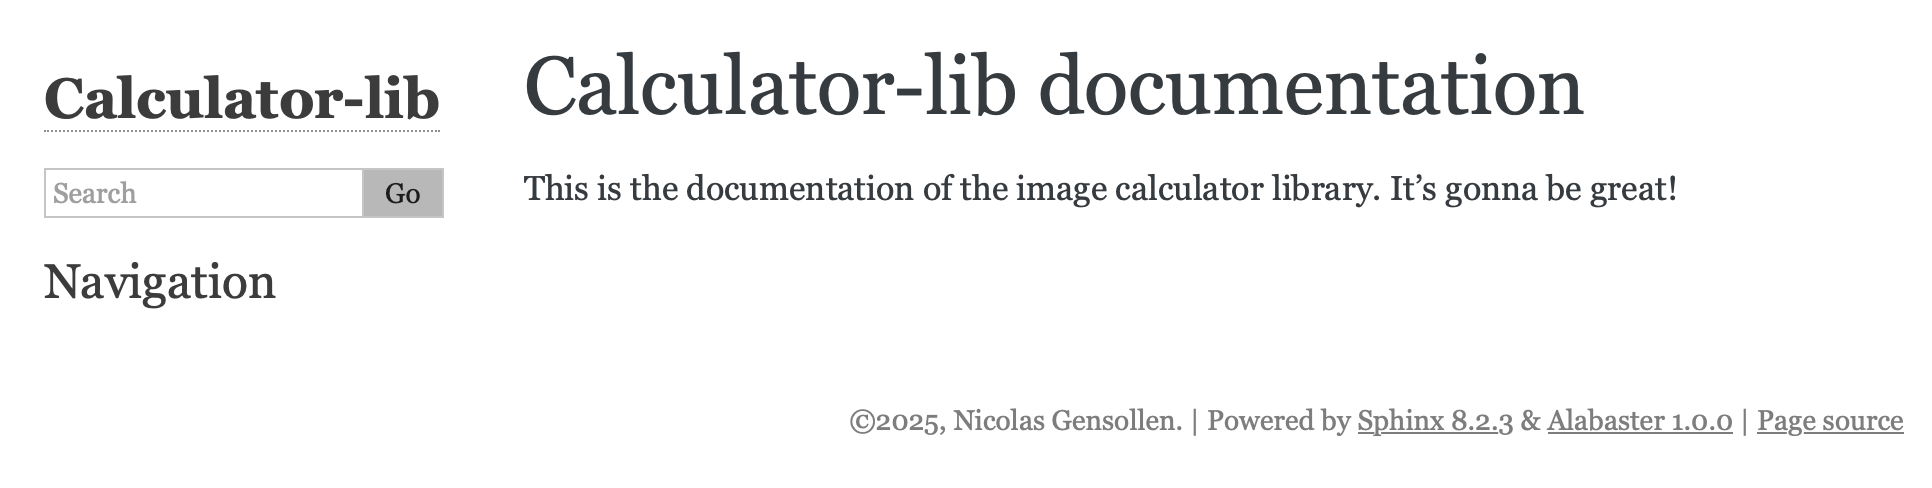 Calculator-lib
Search
Go
Navigation
Calculator-lib documentation
This is the documentation of the image calculator library. It’s gonna be great!
©2025, Nicolas Gensollen. | Powered by Sphinx 8.2.3 & Alabaster 1.0.0 | Page source